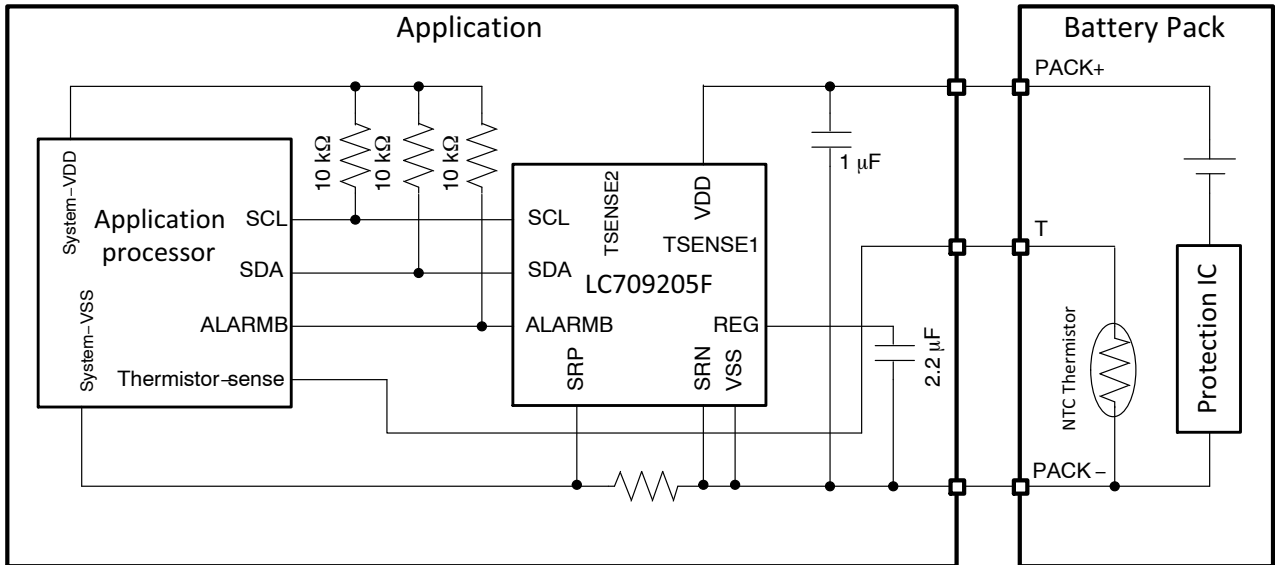 Application
Battery Pack
PACK+
System−VDD
10 kΩ
10 kΩ
10 kΩ
1 μF
TSENSE2
VDD
Application
processor
SCL
SCL
TSENSE1
T
SDA
SDA
LC709205F
ALARMB
ALARMB
REG
System−VSS
Thermistor−sense
SRP
SRN
VSS
2.2 μF
NTC Thermistor
Protection IC
PACK −